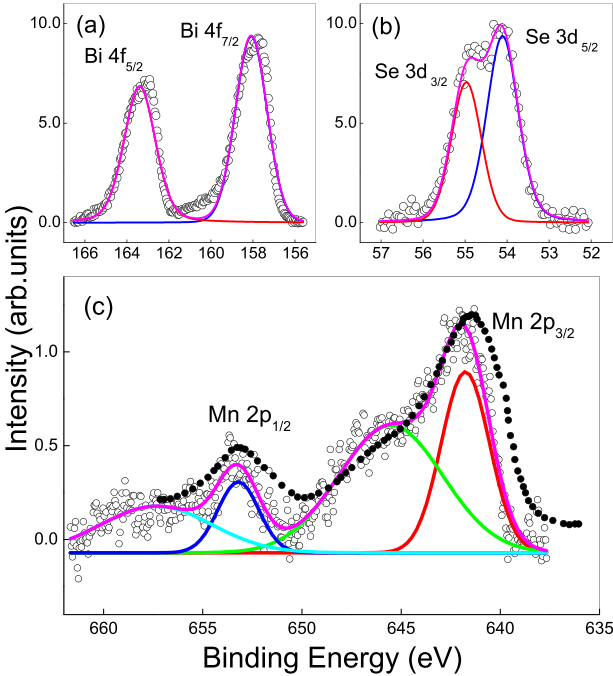 (a)
Bi 4f5/2
Bi 4f7/2
10.0
5.0
0.0
166 164 162 160 158 156
(b)
Se 3d3/2
Se 3d5/2
10.0
5.0
0.0
57 56 55 54 53 52
(c)
Mn 2p1/2
Mn 2p3/2
1.0
0.5
0.0
660 655 650 645 640 635
Intensity (arb.units)
Binding Energy (eV)